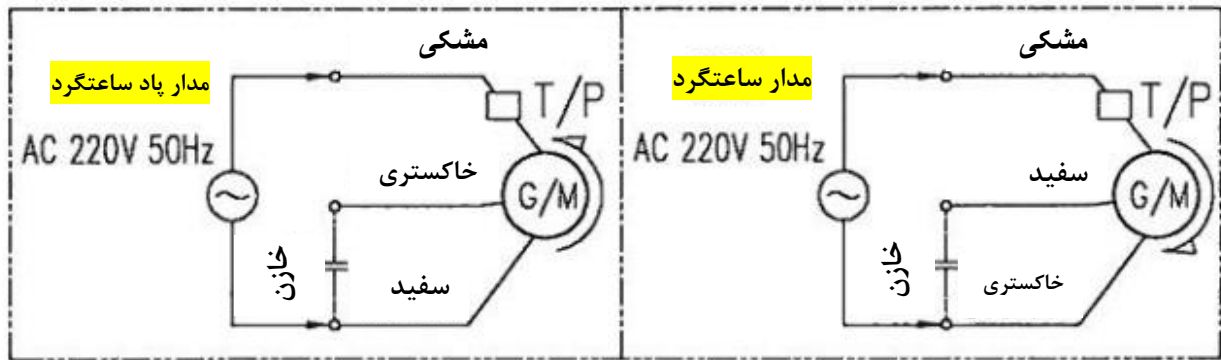 مشکی
مدار پاد ساعتگرد
T/P
AC 220V 50Hz
خاکستری
G/M
خازن
سفید
مشکی
مدار ساعتگرد
T/P
AC 220V 50Hz
سفید
G/M
خازن
خاکستری